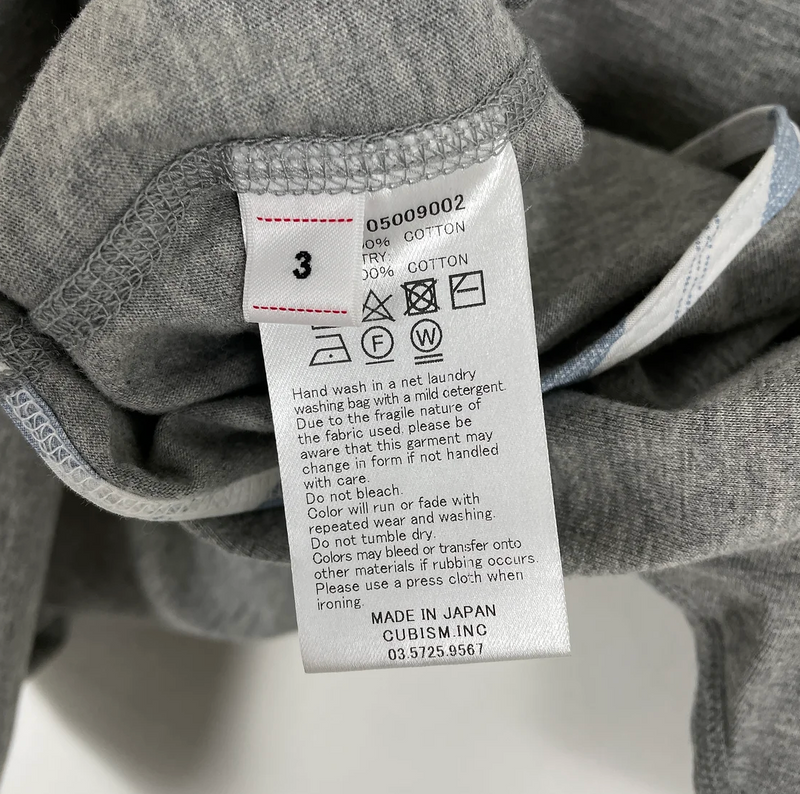 3
05009002
0% COTTON
TRY:
00% COTTON
F
W
Hand wash in a net laundry
washing bag with a mild detergent.
Due to the fragile nature of
the fabric used, please be
aware that this garment may
change in form if not handled
with care.
Do not bleach.
Color will run or fade with
repeated wear and washing.
Do not tumble dry.
Colors may bleed or transfer onto
other materials if rubbing occurs.
Please use a press cloth when
ironing.
MADE IN JAPAN
CUBISM.INC
03.5725.9567